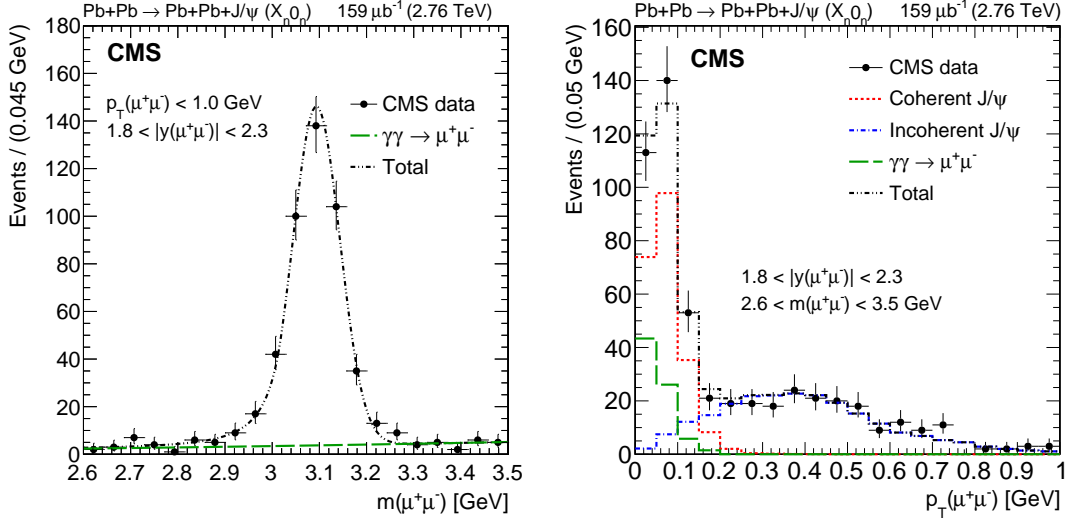 Pb+Pb → Pb+Pb+J/ψ (Xn0n) 159 μb⁻¹ (2.76 TeV)
CMS
pT(μ⁺μ⁻) < 1.0 GeV
1.8 < |y(μ⁺μ⁻)| < 2.3
CMS data
γγ → μ⁺μ⁻
Total
Events / (0.045 GeV)
180
160
140
120
100
80
60
40
20
0
2.6 2.7 2.8 2.9 3 3.1 3.2 3.3 3.4 3.5
m(μ⁺μ⁻) [GeV]
Pb+Pb → Pb+Pb+J/ψ (Xn0n) 159 μb⁻¹ (2.76 TeV)
CMS
CMS data
Coherent J/ψ
Incoherent J/ψ
γγ → μ⁺μ⁻
Total
1.8 < |y(μ⁺μ⁻)| < 2.3
2.6 < m(μ⁺μ⁻) < 3.5 GeV
Events / (0.05 GeV)
160
140
120
100
80
60
40
20
0
0 0.1 0.2 0.3 0.4 0.5 0.6 0.7 0.8 0.9 1
pT(μ⁺μ⁻) [GeV]